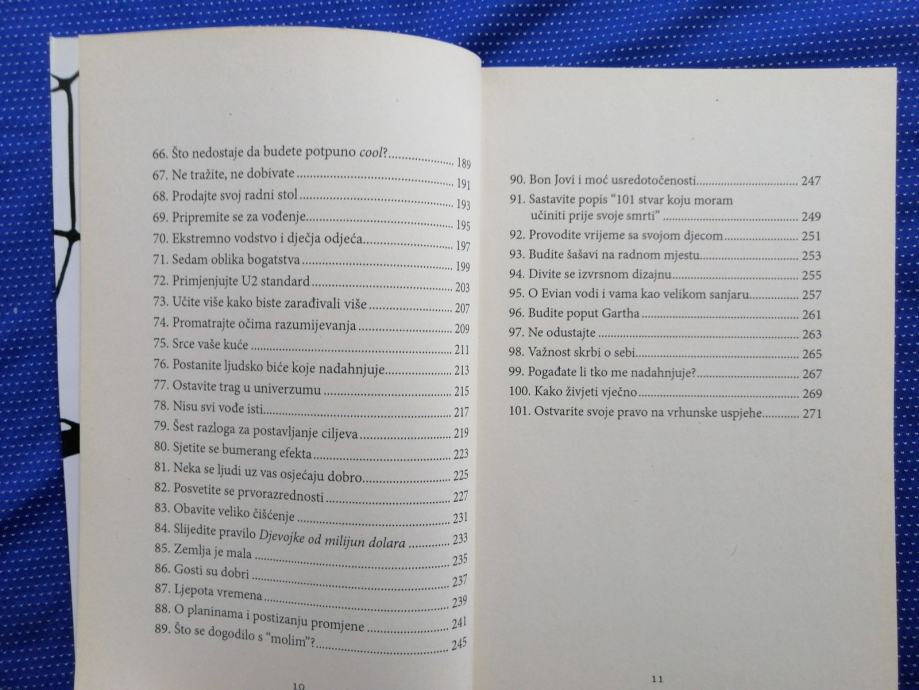 66. Što nedostaje da budete potpuno cool?.................... 189
67. Ne tražite, ne dobivate ........................................ 191
68. Prodajte svoj radni stol ........................................ 193
69. Pripremite se za vođenje........................................ 195
70. Ekstremno vodstvo i dječja odjeća........................... 197
71. Sedam oblika bogatstva ........................................ 199
72. Primjenjujte U2 standard ........................................ 203
73. Učite više kako biste zarađivali više ........................ 207
74. Promatrajte očima razumijevanja ........................... 209
75. Srce vaše kuće .................................................... 211
76. Postanite ljudsko biće koje nadahnjuje.................... 213
77. Ostavite trag u univerzumu .................................... 215
78. Nisu svi vođe isti.................................................... 217
79. Šest razloga za postavljanje ciljeva ........................ 219
80. Sjetite se bumerang efekta .................................... 223
81. Neka se ljudi uz vas osjećaju dobro........................ 225
82. Posvetite se prvorazrednosti .................................... 227
83. Obavite veliko čišćenje ........................................ 231
84. Slijedite pravilo Djevojke od milijun dolara ............ 233
85. Zemlja je mala .................................................... 235
86. Gosti su dobri .................................................... 237
87. Ljepota vremena .................................................... 239
88. O planinama i postizanju promjene ........................ 241
89. Što se dogodilo s "molim"?.................................... 245
10
90. Bon Jovi i moć usredotočenosti........................... 247
91. Sastavite popis "101 stvar koju moram
učiniti prije svoje smrti" .................................... 249
92. Provodite vrijeme sa svojom djecom.................... 251
93. Budite šašavi na radnom mjestu........................... 253
94. Divite se izvrsnom dizajnu.................................... 255
95. O Evian vodi i vama kao velikom sanjaru............ 257
96. Budite poput Gartha ........................................ 261
97. Ne odustajte .................................................... 263
98. Važnost skrbi o sebi........................................ 265
99. Pogađate li tko me nadahnjuje?........................... 267
100. Kako živjeti vječno ........................................ 269
101. Ostvarite svoje pravo na vrhunske uspjehe.......... 271
11